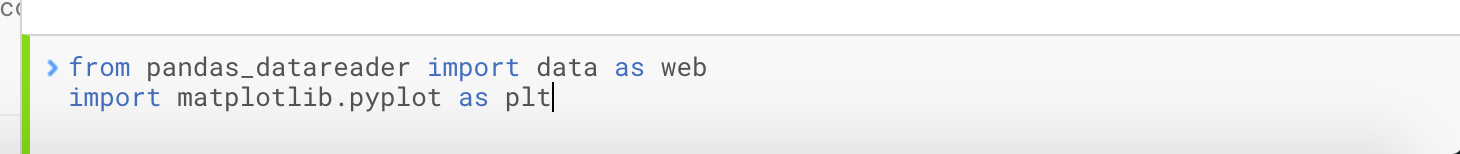 from pandas_datareader import data as web
import matplotlib.pyplot as plt